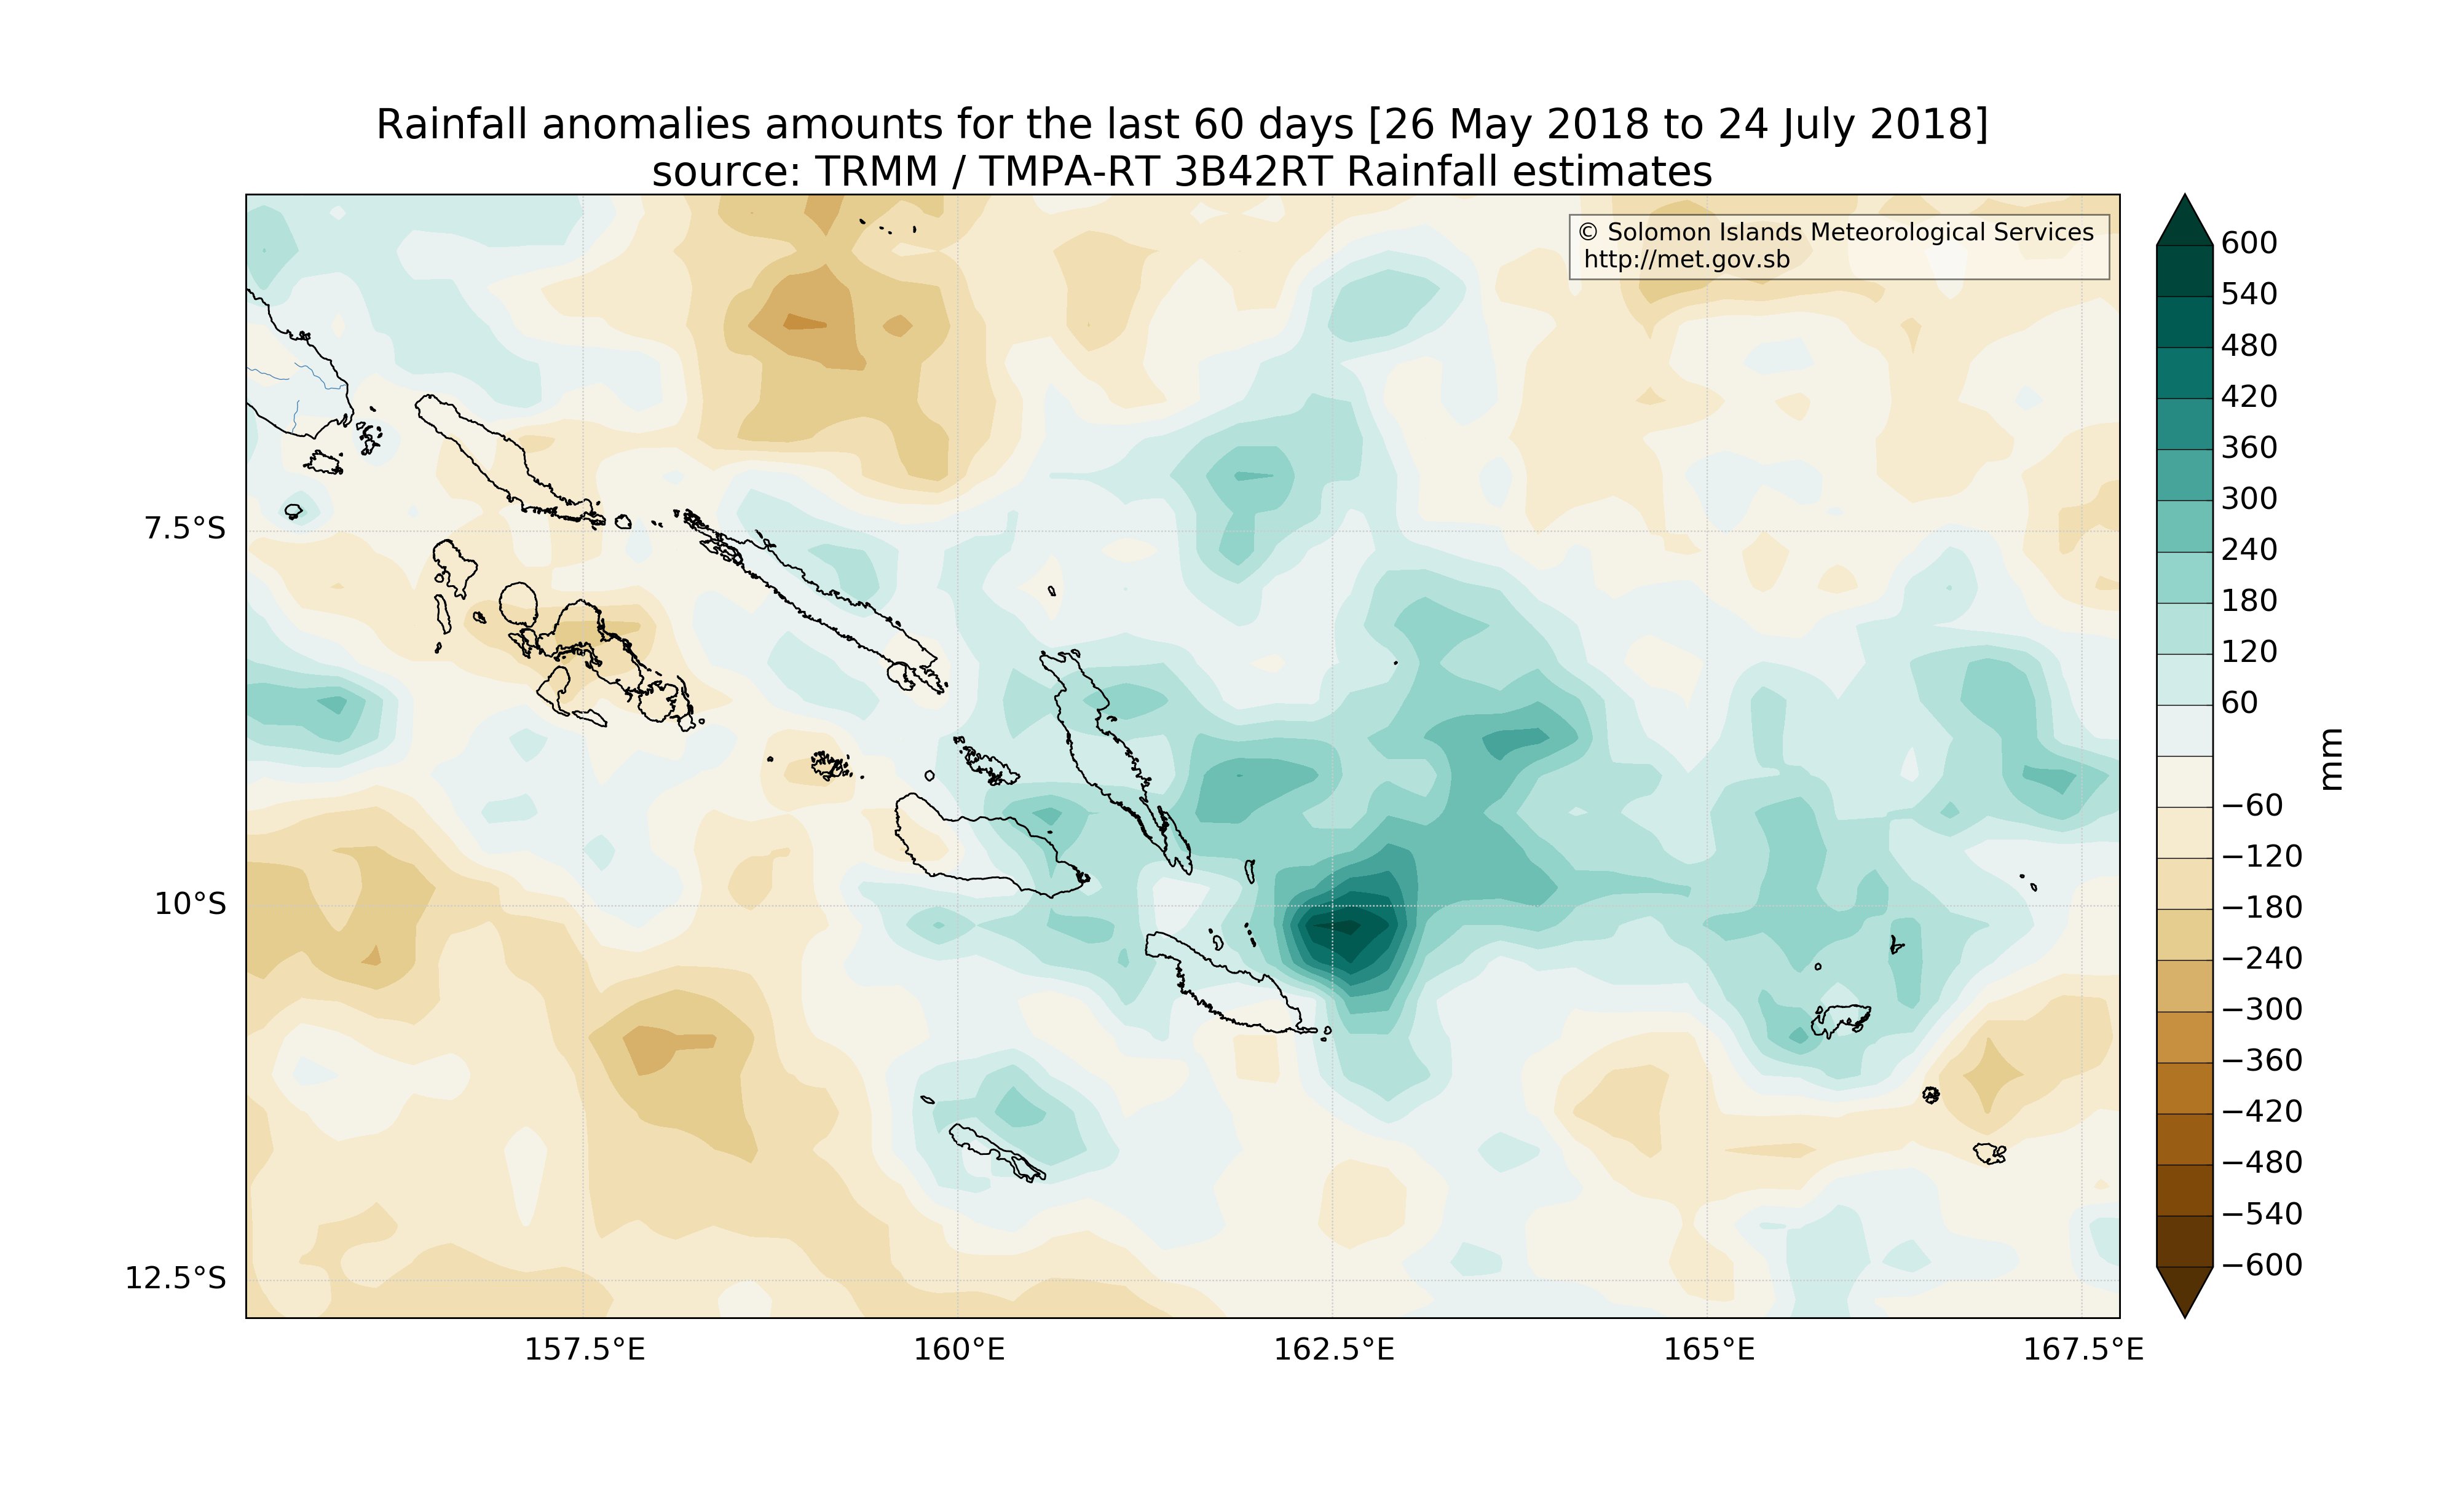 Rainfall anomalies amounts for the last 60 days [26 May 2018 to 24 July 2018]
source: TRMM / TMPA-RT 3B42RT Rainfall estimates
© Solomon Islands Meteorological Services
http://met.gov.sb
7.5°S
10°S
12.5°S
157.5°E
160°E
162.5°E
165°E
167.5°E
600
540
480
420
360
300
240
180
120
60
−60
−120
−180
−240
−300
−360
−420
−480
−540
−600
mm